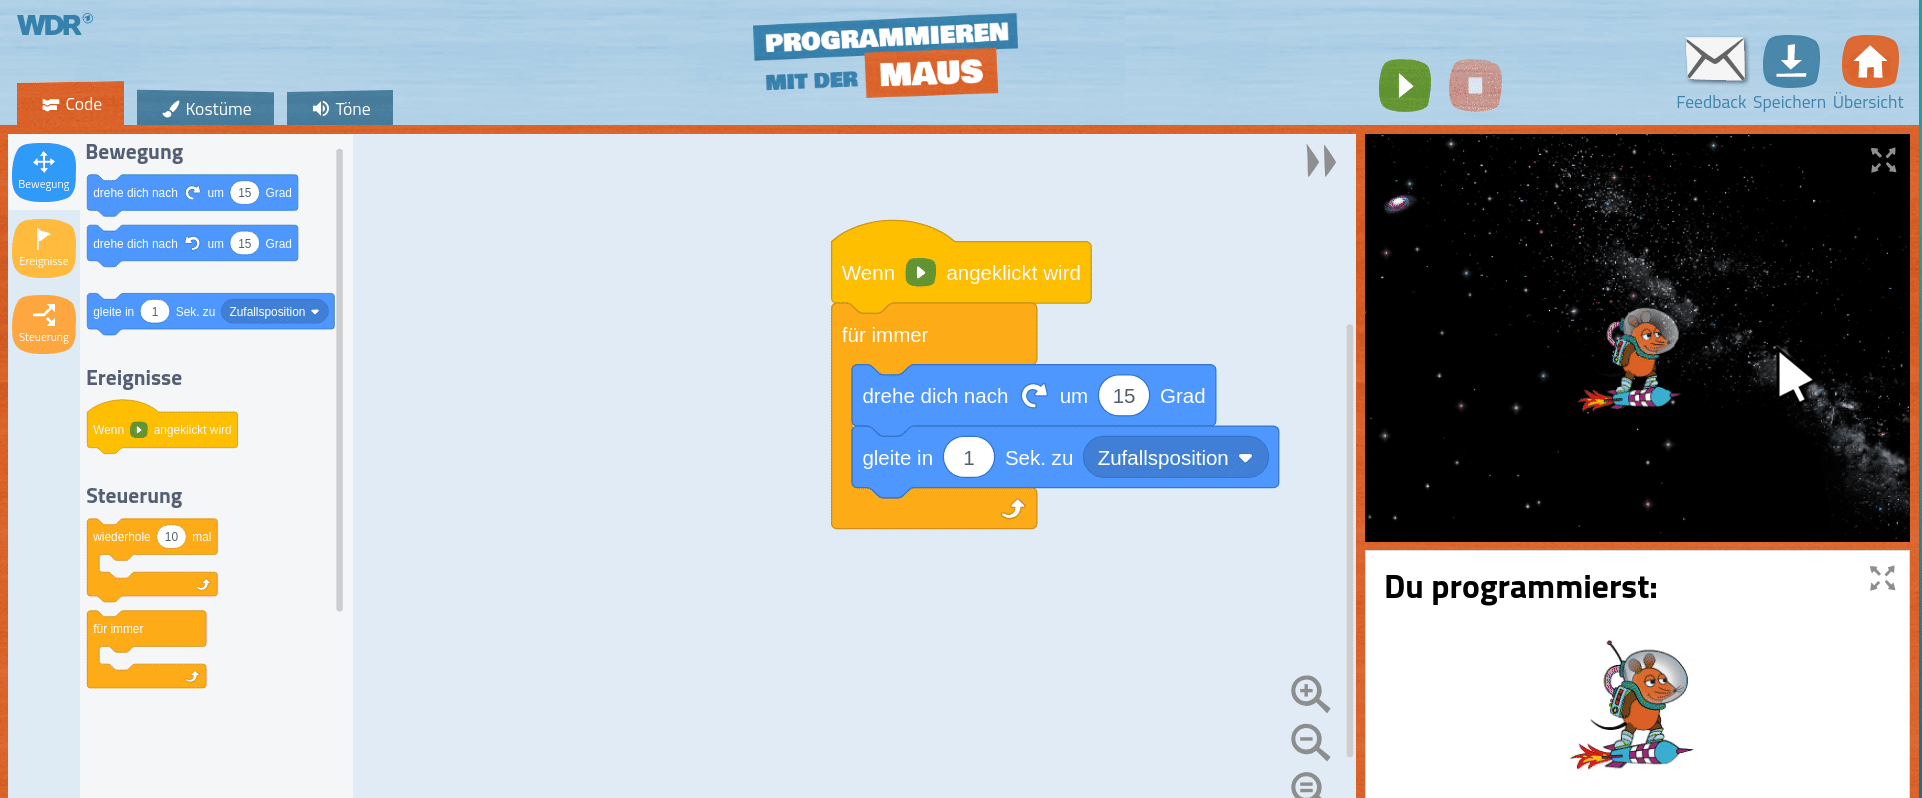 WDR
PROGRAMMIEREN
MIT DER MAUS
Feedback Speichern Übersicht
Code Kostüme Töne
Bewegung
Ereignisse
Steuerung
Bewegung
drehe dich nach um 15 Grad
drehe dich nach um 15 Grad
gleite in 1 Sek. zu Zufallsposition
Ereignisse
Wenn angeklickt wird
Steuerung
wiederhole 10 mal
für immer
Wenn angeklickt wird
für immer
drehe dich nach um 15 Grad
gleite in 1 Sek. zu Zufallsposition
Du programmierst: